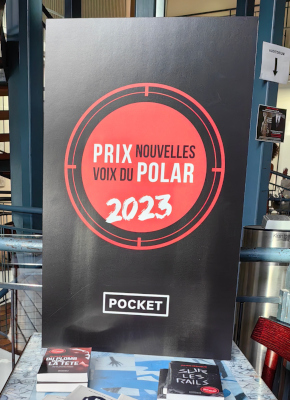 PRIX NOUVELLES
VOIX DU POLAR
2023
POCKET
DU PLOMB
LA TÊTE
SUR
LES
RAILS